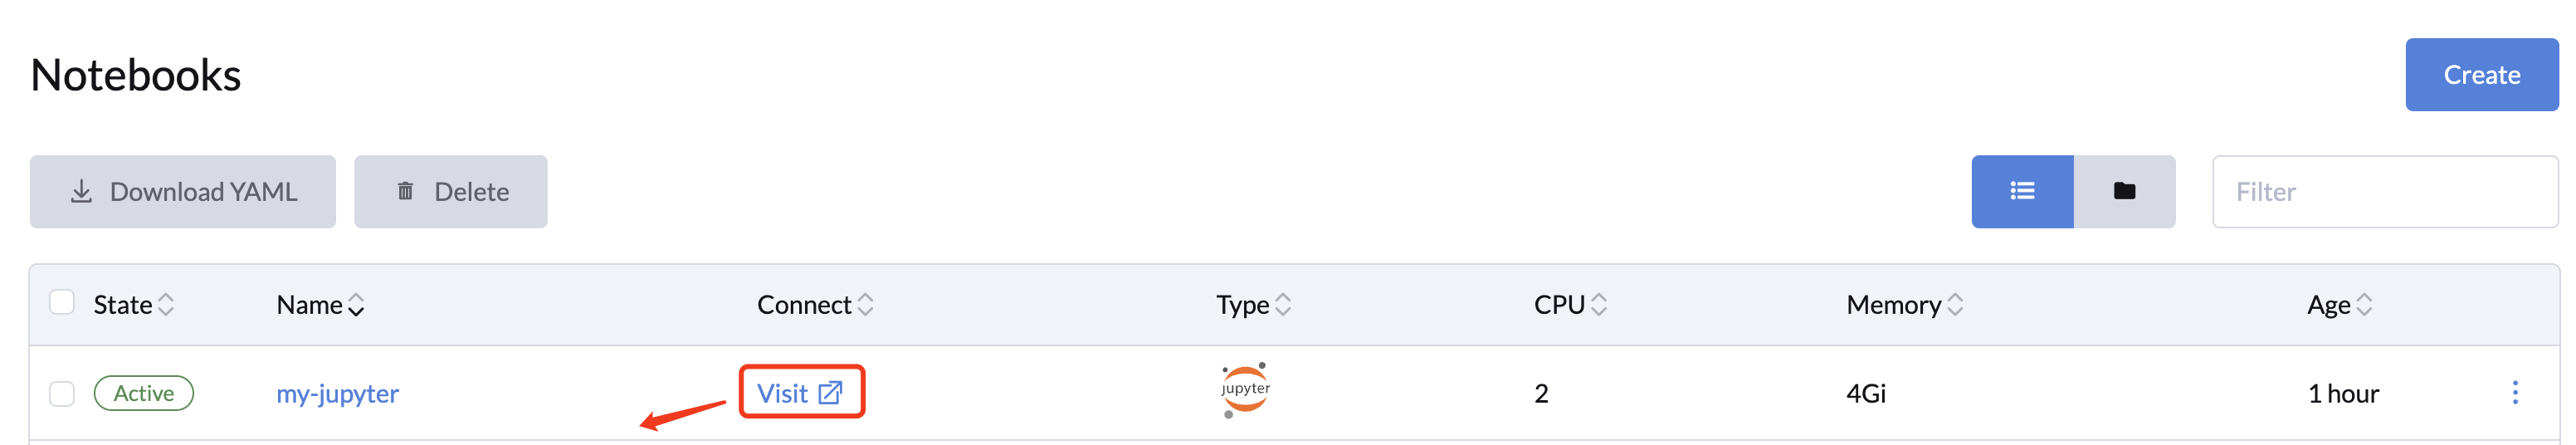 Notebooks
Create
Download YAML Delete Filter
State Name Connect Type CPU Memory Age
Active my-jupyter Visit jupyter 2 4Gi 1 hour